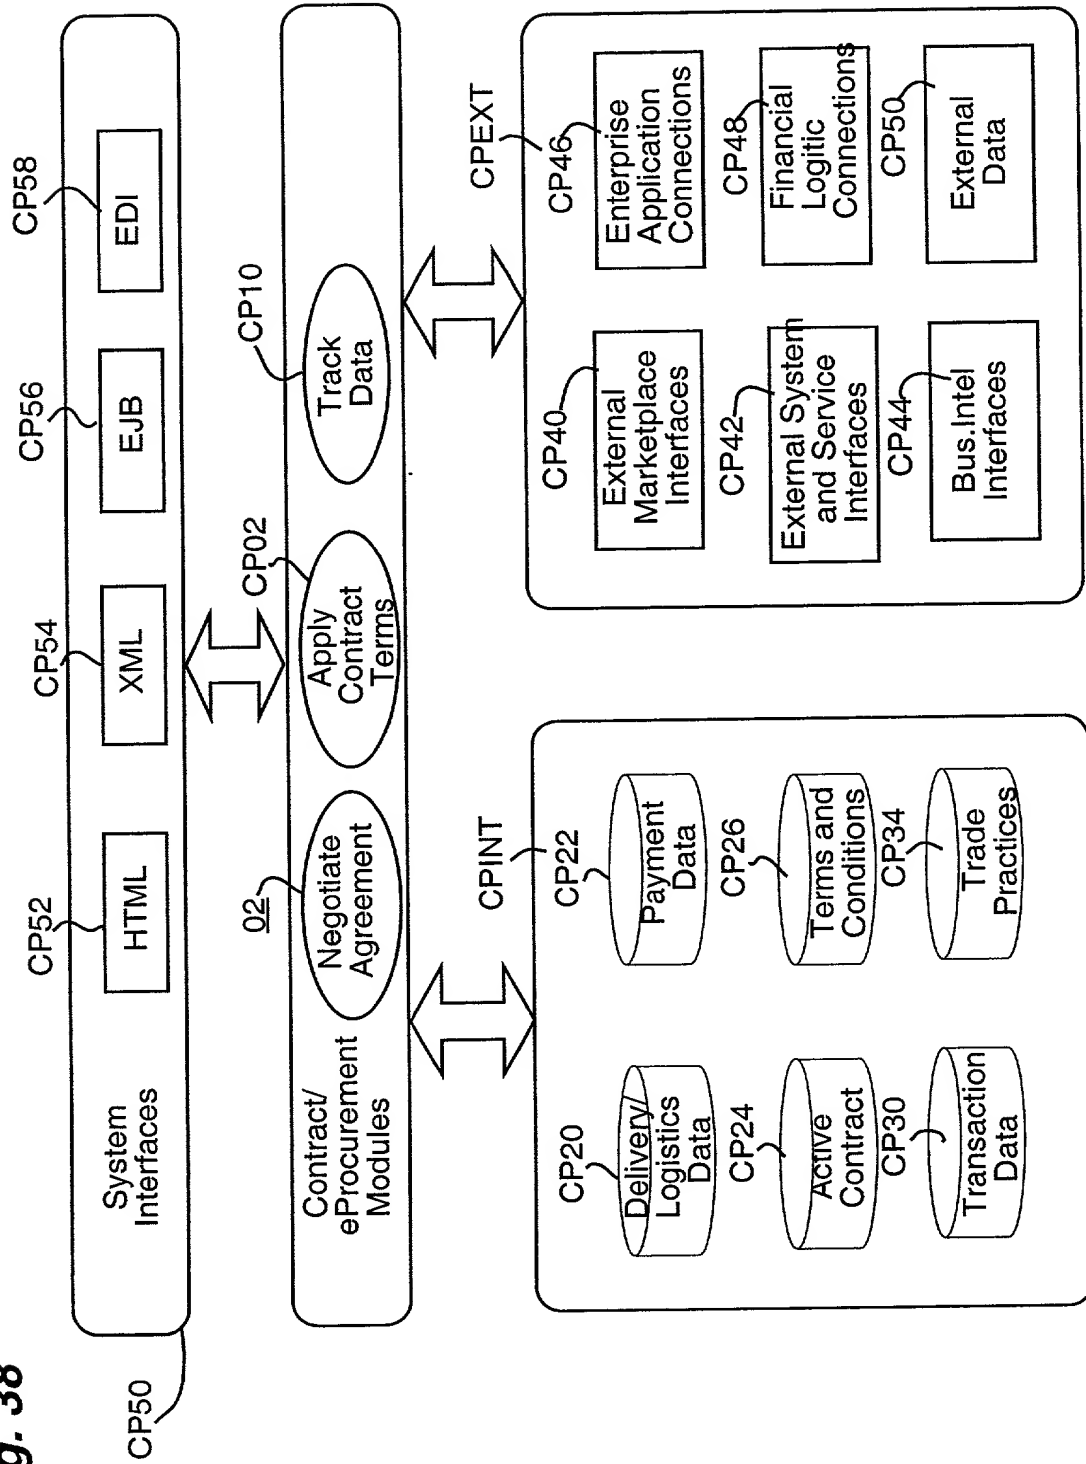 g. 38
CP50
System
Interfaces
CP52
HTML
CP54
XML
CP56
EJB
CP58
EDI
Contract/
eProcurement
Modules
02
Negotiate
Agreement
CP02
Apply
Contract
Terms
CP10
Track
Data
CPINT
CP20
Delivery/
Logistics
Data
CP22
Payment
Data
CP24
Active
Contract
CP26
Terms and
Conditions
CP30
Transaction
Data
CP34
Trade
Practices
CPEXT
CP40
External
Marketplace
Interfaces
CP46
Enterprise
Application
Connections
CP42
External System
and Service
Interfaces
CP48
Financial
Logitic
Connections
CP44
Bus.Intel
Interfaces
CP50
External
Data